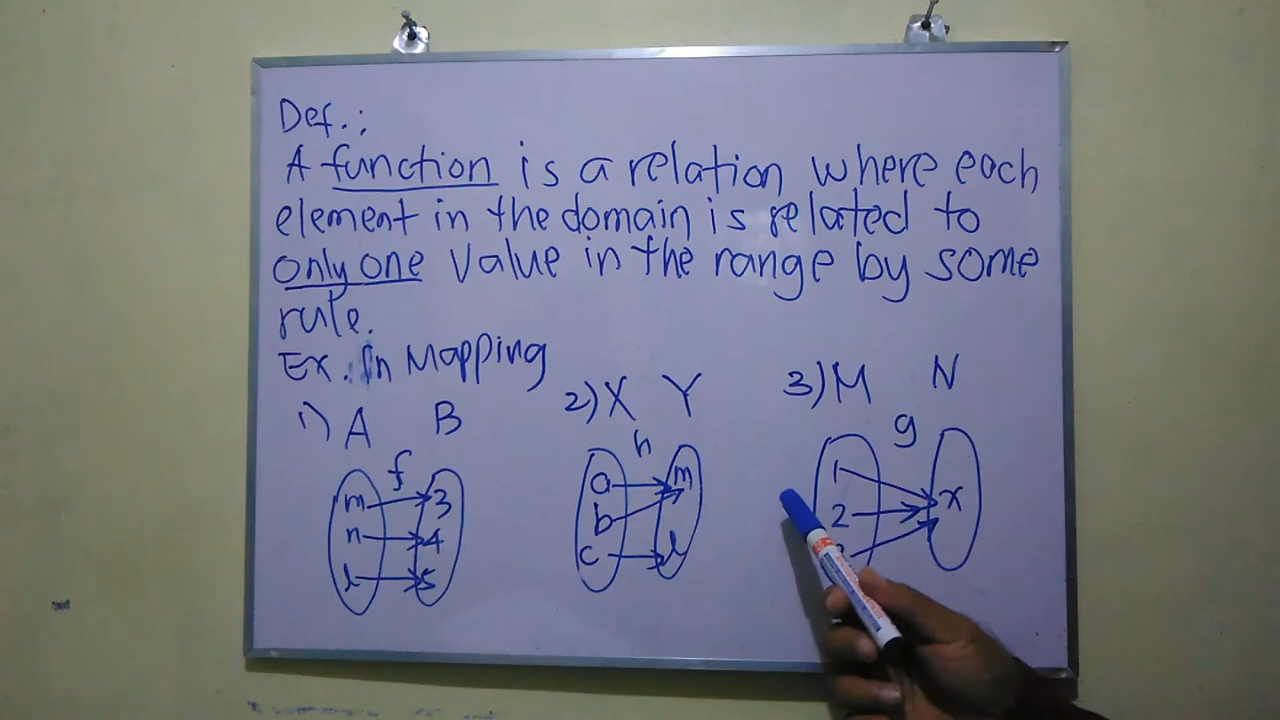 Def.:
A function is a relation where each
element in the domain is related to
only one value in the range by some
rule.
Ex. In Mapping
1) A B
2) X Y
3) M N
f
h
g
m 3
n 4
l 5
a m
b
c l
1
2 x